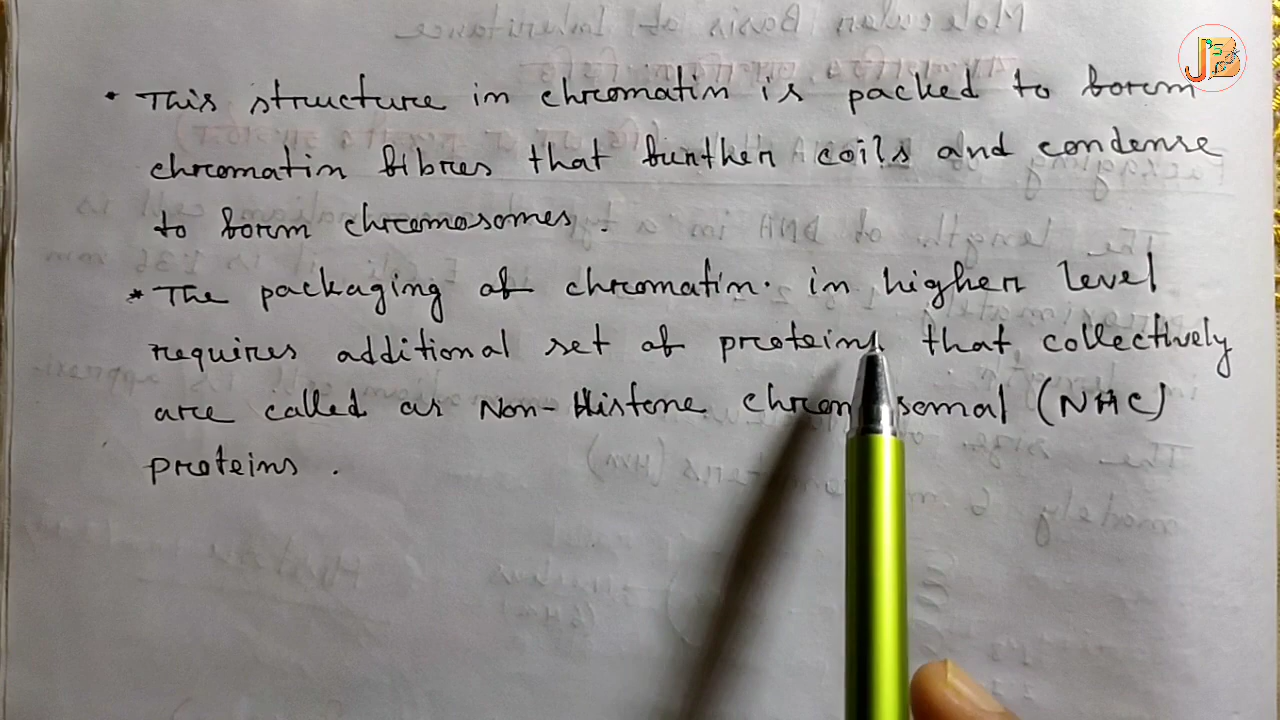 • This structure in chromatin is packed to form
chromatin fibres that further coils and condense
to form chromosomes.
* The packaging of chromatin. in higher level
requires additional set of proteins that collectively
are called as Non-Histone chromosomal (NHC)
proteins.